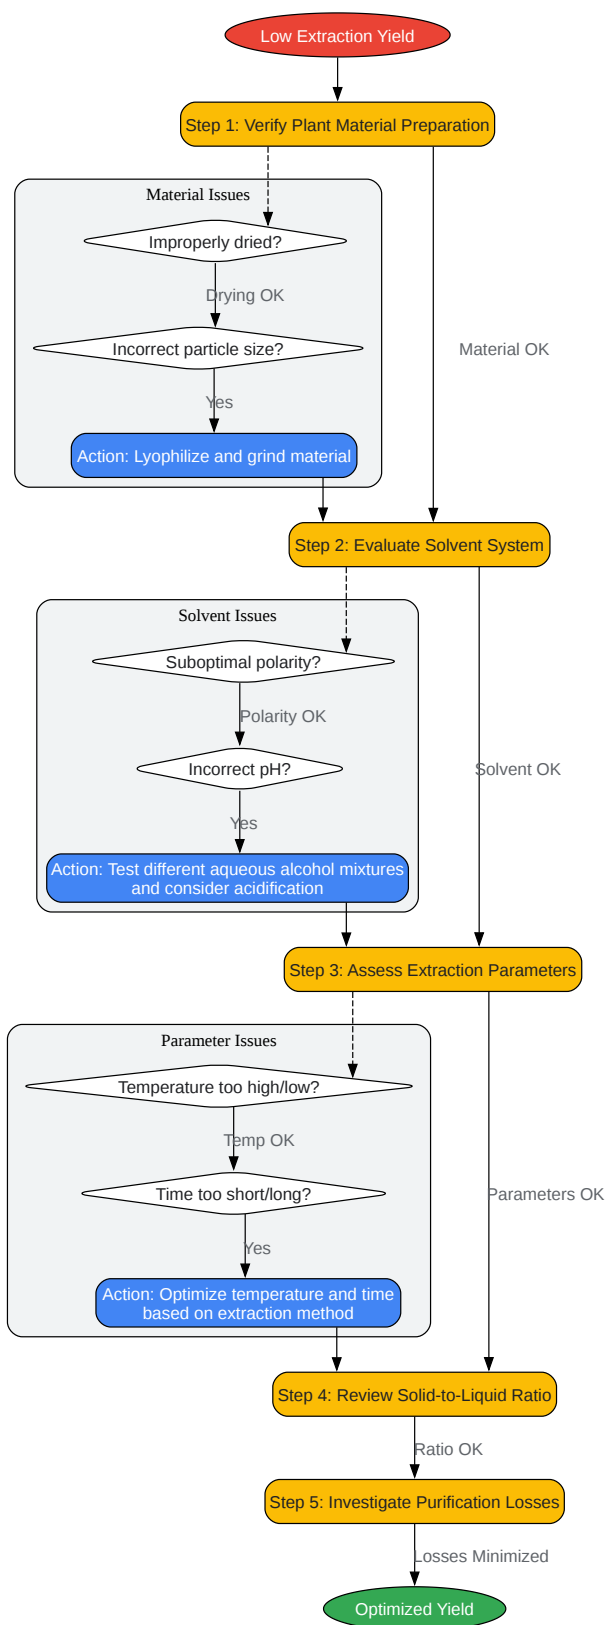 Low Extraction Yield
Step 1: Verify Plant Material Preparation
Material Issues
Improperly dried?
Drying OK
Incorrect particle size?
Material OK
Yes
Action: Lyophilize and grind material
Step 2: Evaluate Solvent System
Solvent Issues
Suboptimal polarity?
Polarity OK
Incorrect pH?
Solvent OK
Yes
Action: Test different aqueous alcohol mixtures
and consider acidification
Step 3: Assess Extraction Parameters
Parameter Issues
Temperature too high/low?
Temp OK
Time too short/long?
Parameters OK
Yes
Action: Optimize temperature and time
based on extraction method
Step 4: Review Solid-to-Liquid Ratio
Ratio OK
Step 5: Investigate Purification Losses
Losses Minimized
Optimized Yield